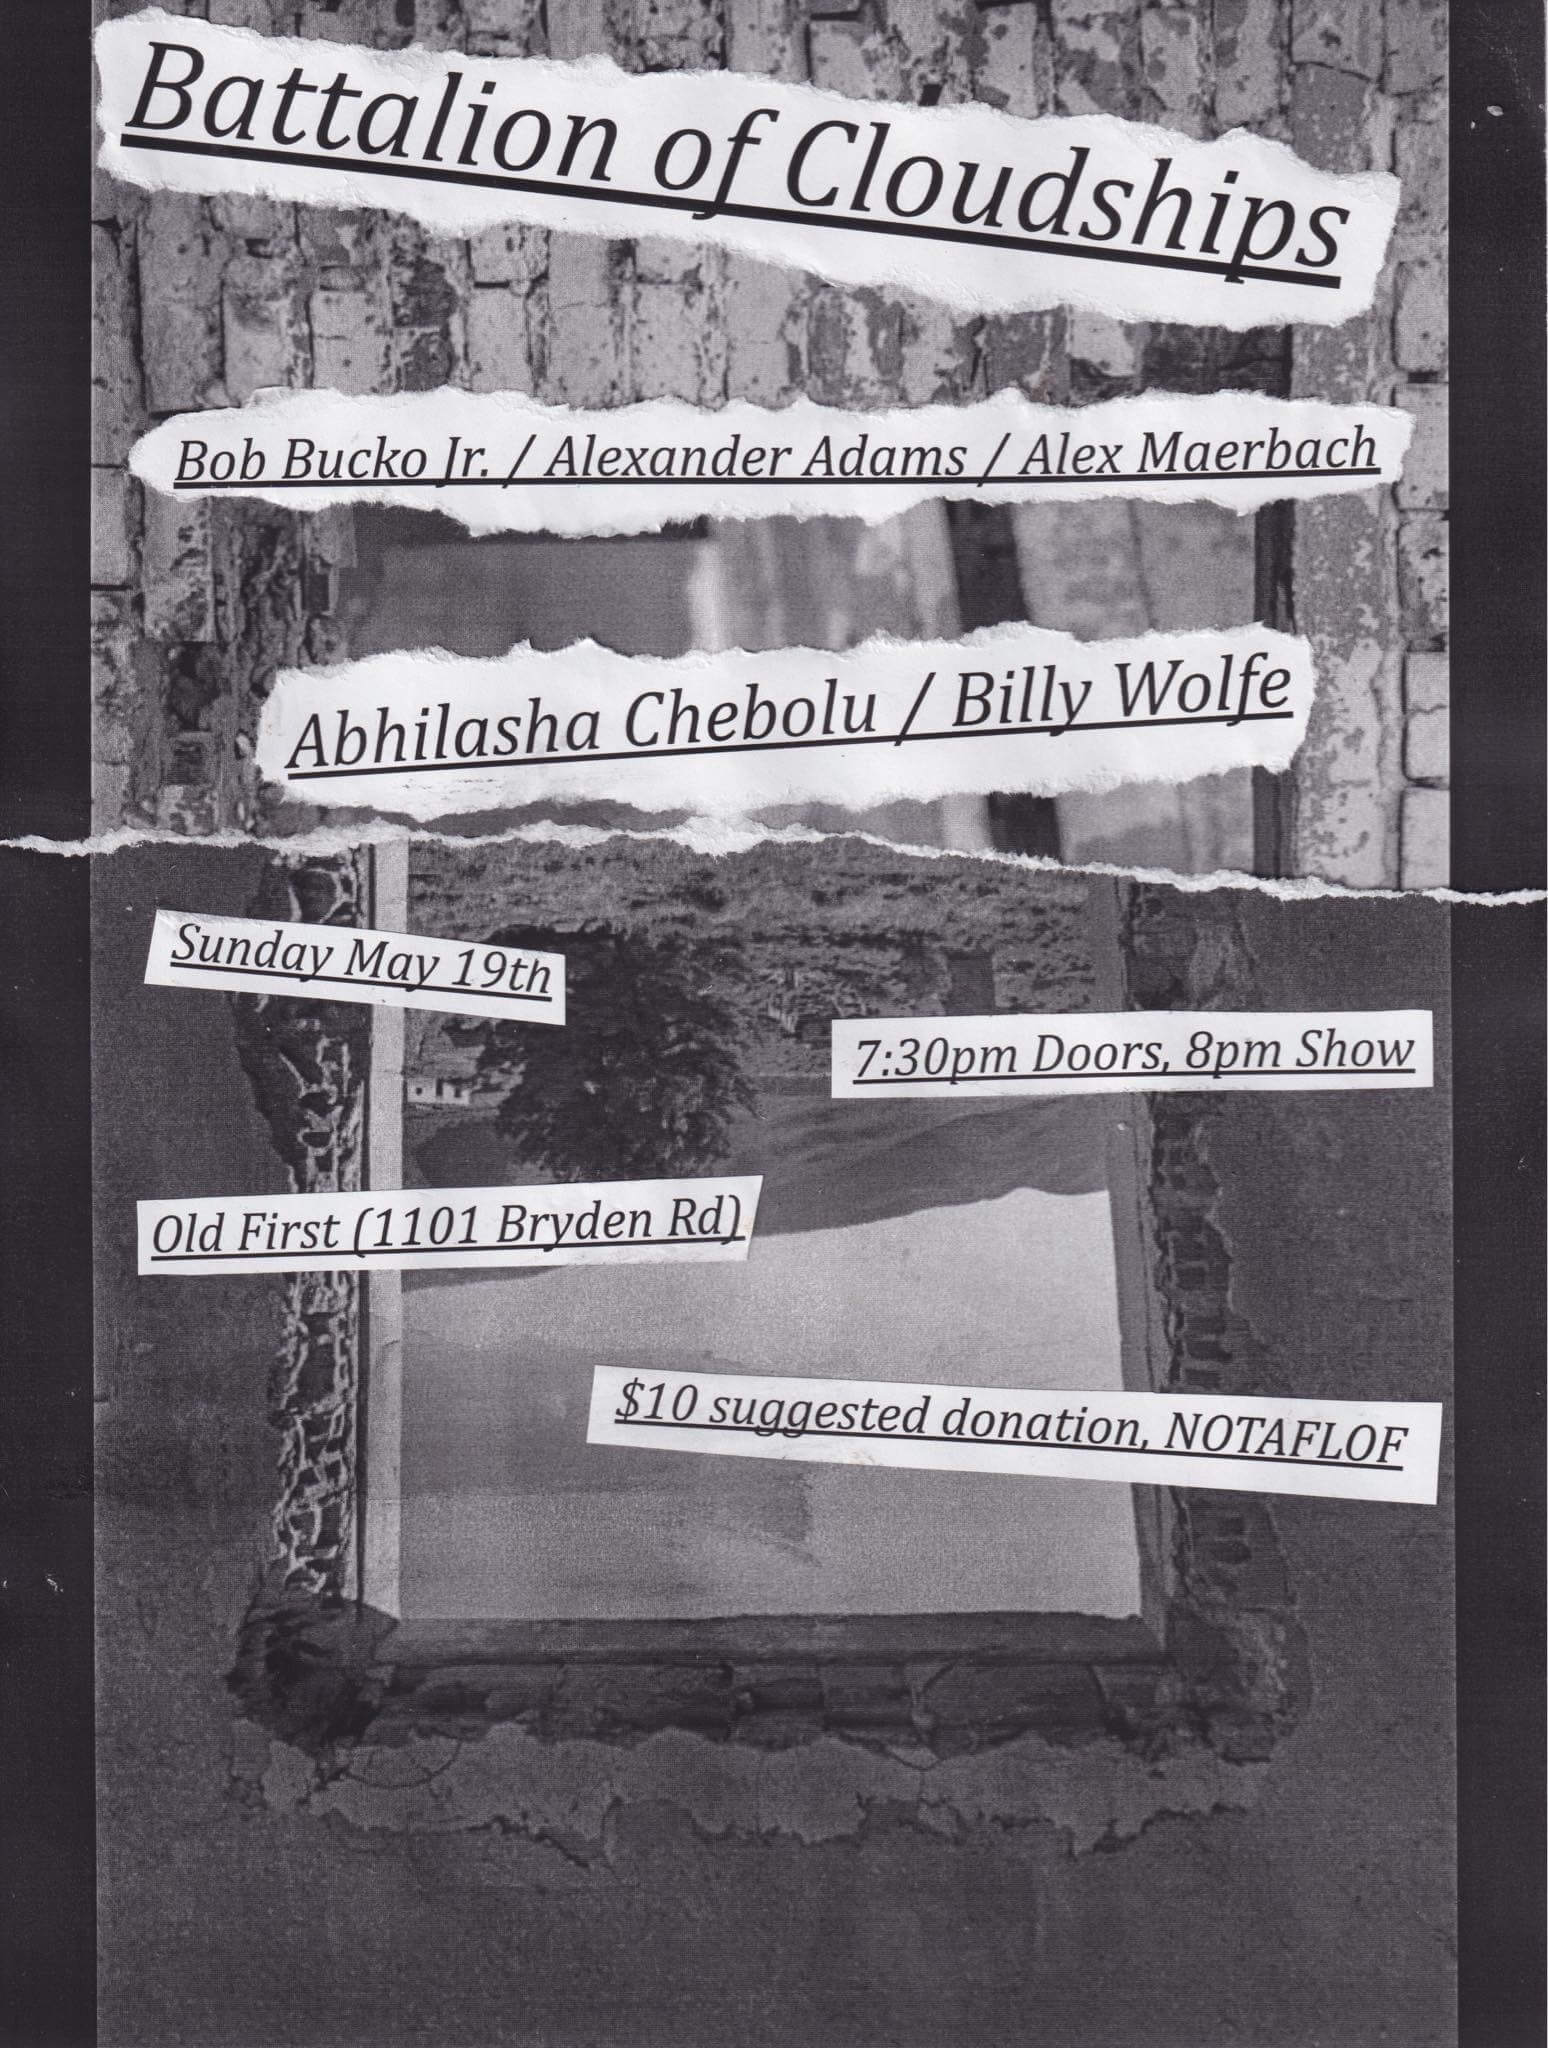 Battalion of Cloudships
Bob Bucko Jr. / Alexander Adams / Alex Maerbach
Abhilasha Chebolu / Billy Wolfe
Sunday May 19th
7:30pm Doors, 8pm Show
Old First (1101 Bryden Rd)
$10 suggested donation, NOTAFLOF